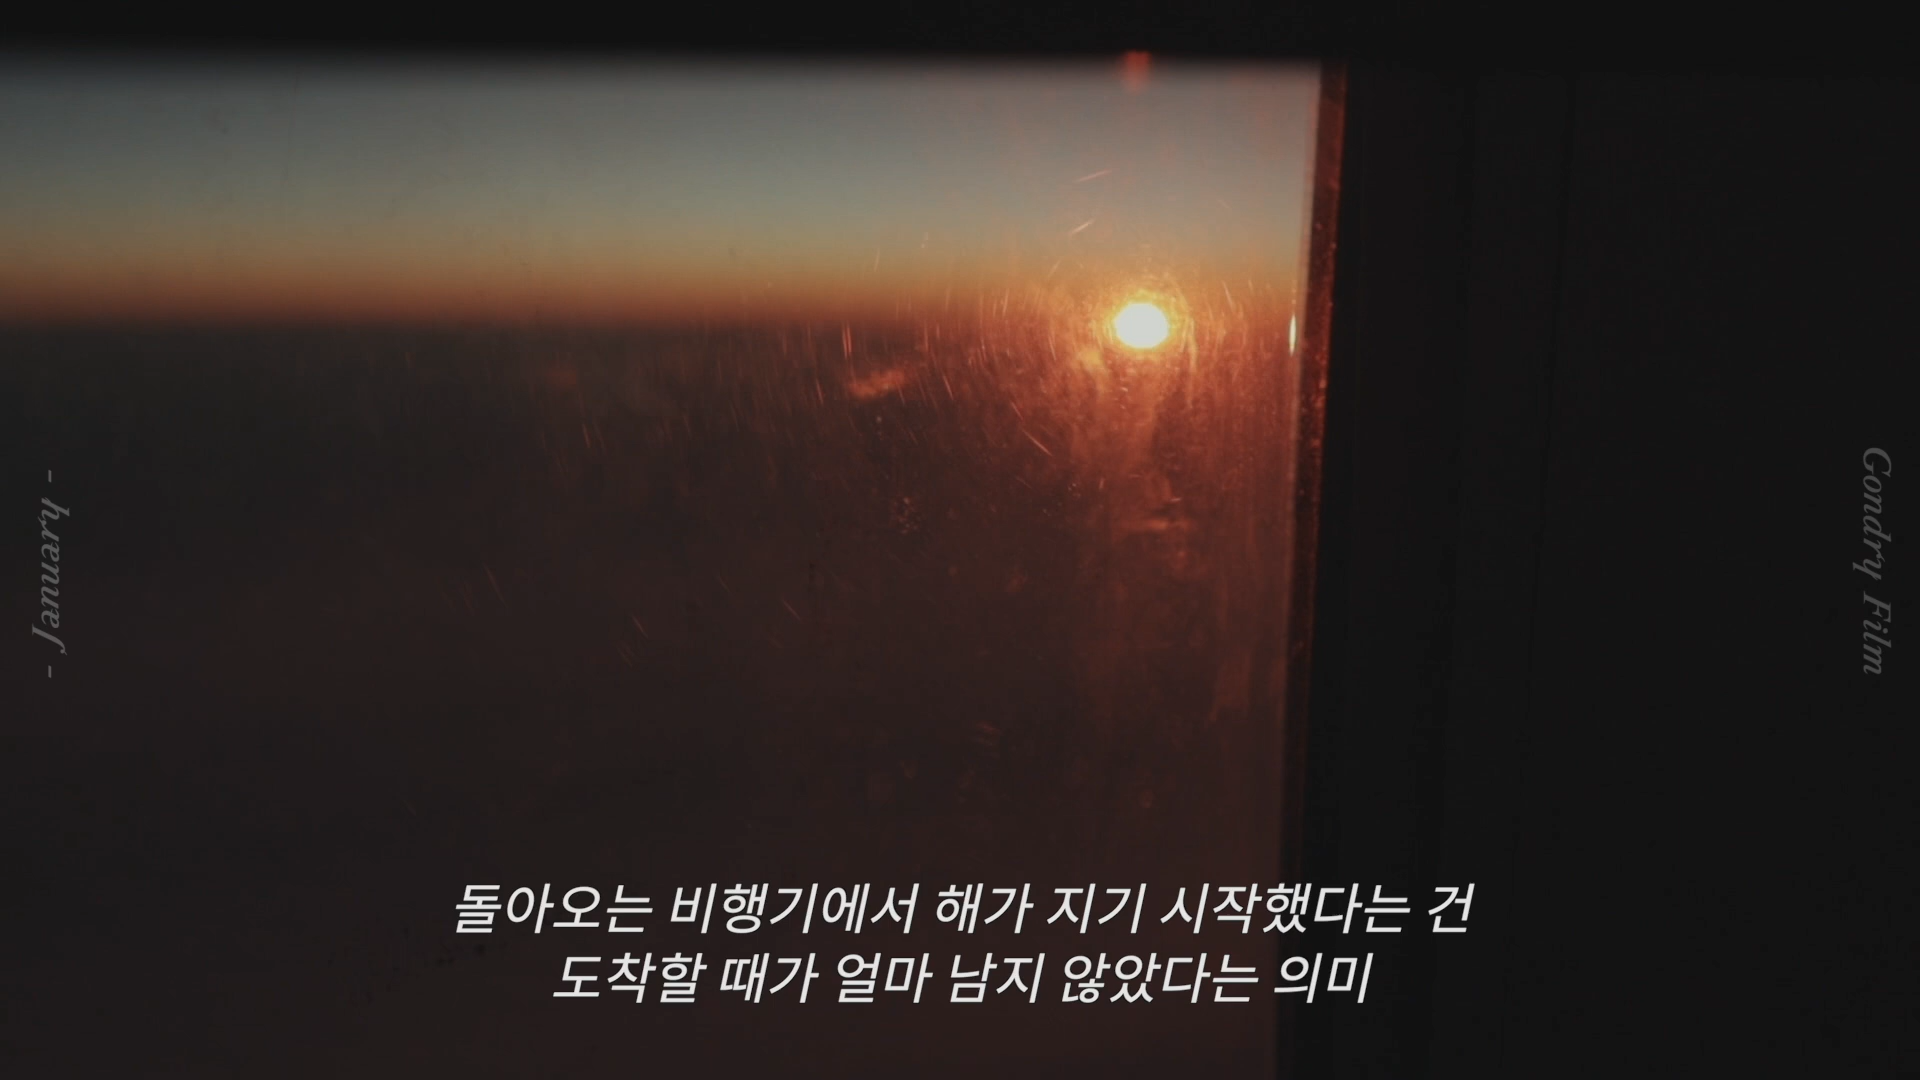 - January -
Gondry Film
돌아오는 비행기에서 해가 지기 시작했다는 건
도착할 때가 얼마 남지 않았다는 의미